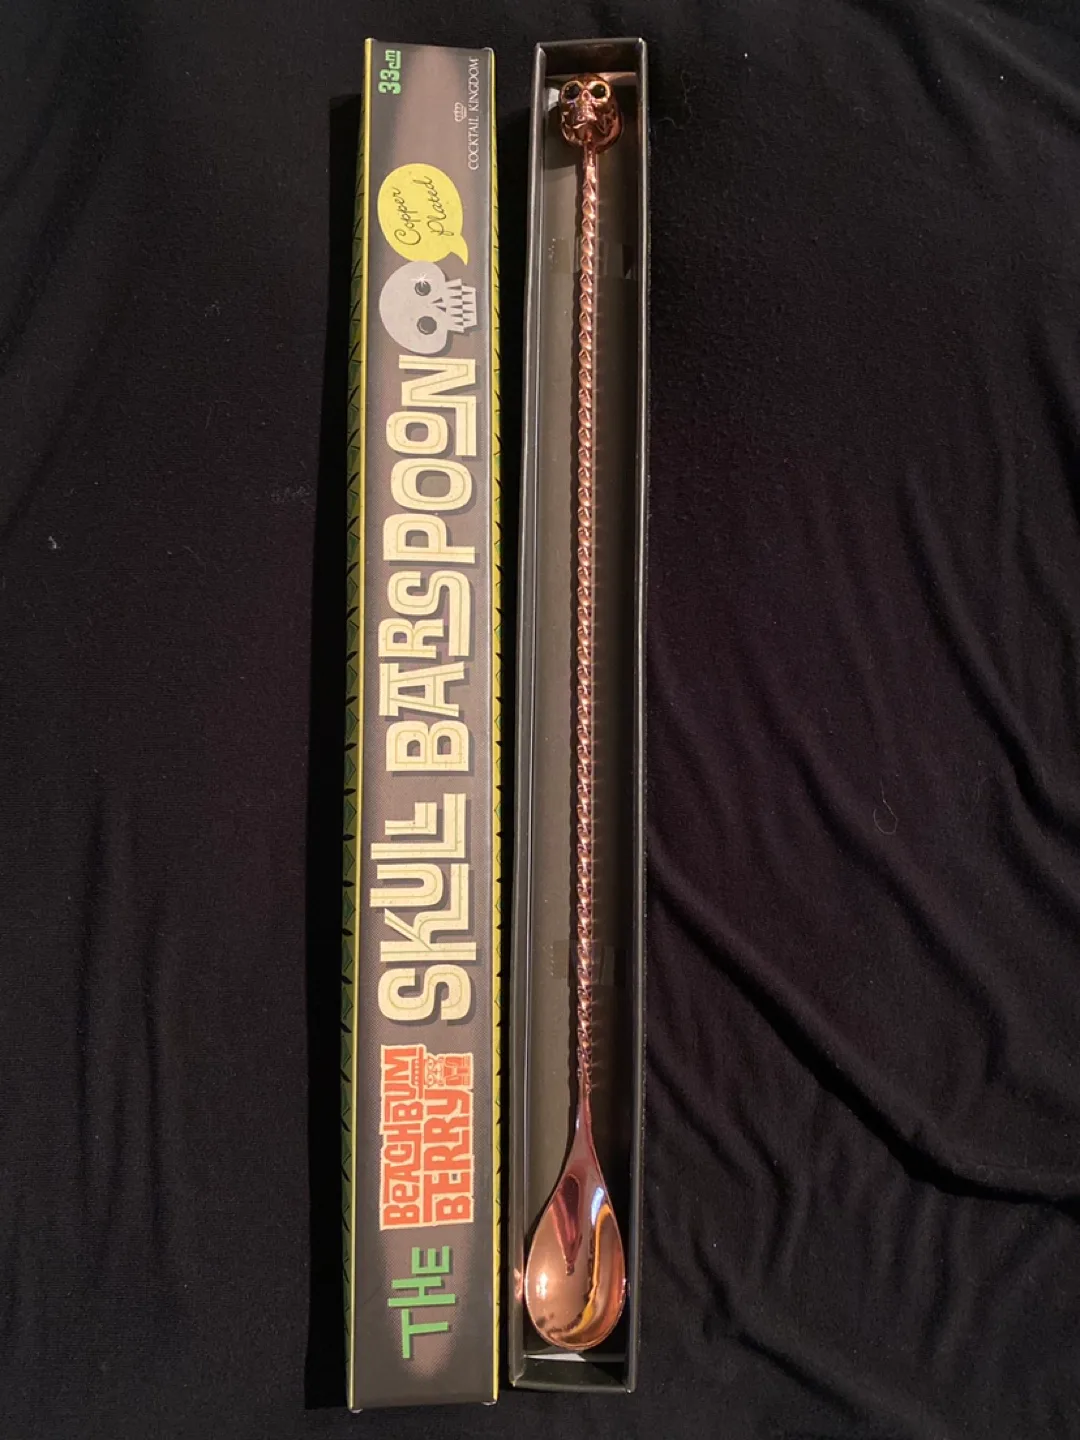 THE
BEACHBUM
BERRY
SKULL BARSPOON
Copper
Plated
COCKTAIL KINGDOM
33cm